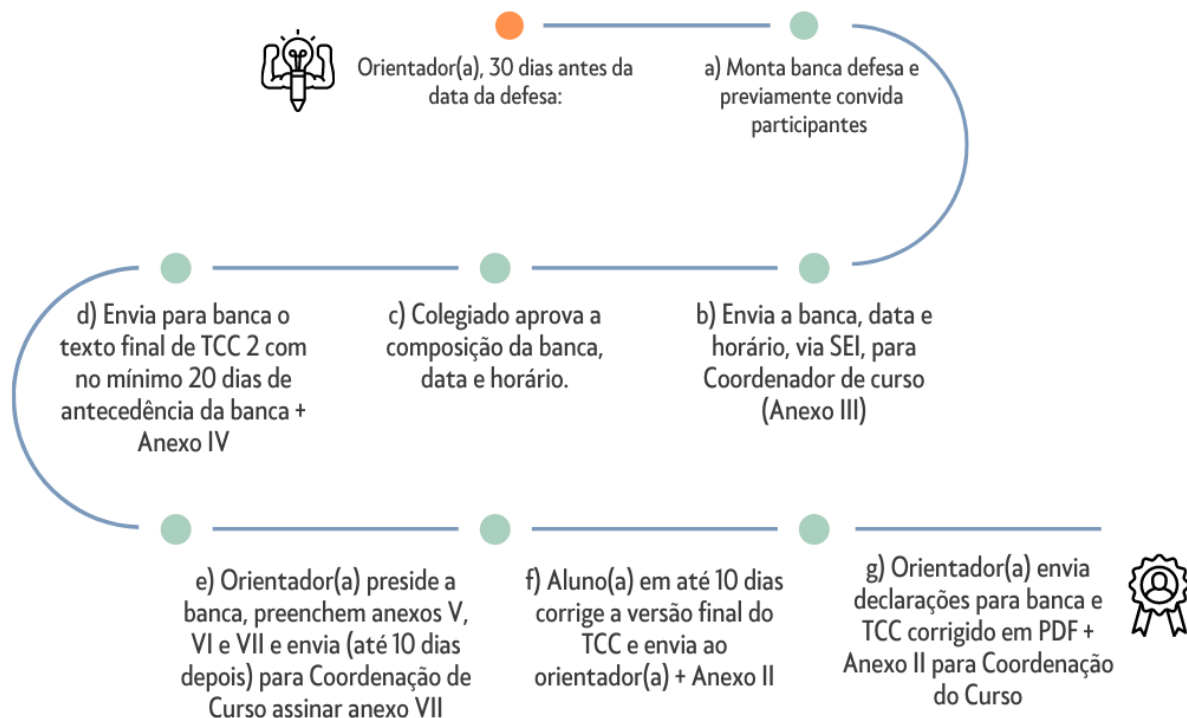 Orientador(a), 30 dias antes da
data da defesa:
a) Monta banca defesa e
previamente convida
participantes
b) Envia a banca, data e
horário, via SEI, para
Coordenador de curso
(Anexo III)
c) Colegiado aprova a
composição da banca,
data e horário.
d) Envia para banca o
texto final de TCC 2 com
no mínimo 20 dias de
antecedência da banca +
Anexo IV
e) Orientador(a) preside a
banca, preenchem anexos V,
VI e VII e envia (até 10 dias
depois) para Coordenação de
Curso assinar anexo VII
f) Aluno(a) em até 10 dias
corrige a versão final do
TCC e envia ao
orientador(a) + Anexo II
g) Orientador(a) envia
declarações para banca e
TCC corrigido em PDF +
Anexo II para Coordenação
do Curso